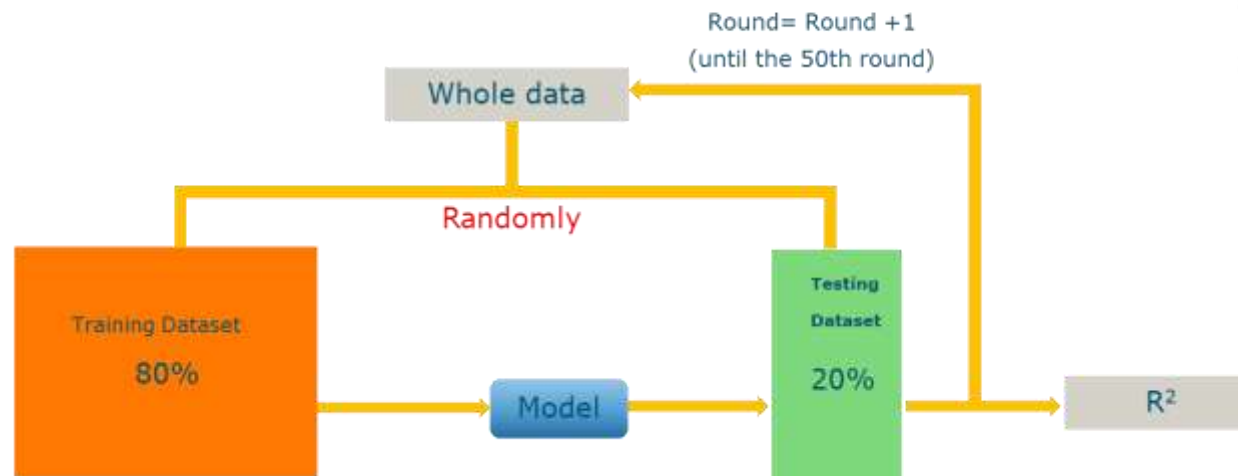 Round= Round +1
(until the 50th round)
Whole data
Randomly
Training Dataset
80%
Testing
Dataset
20%
Model
R²